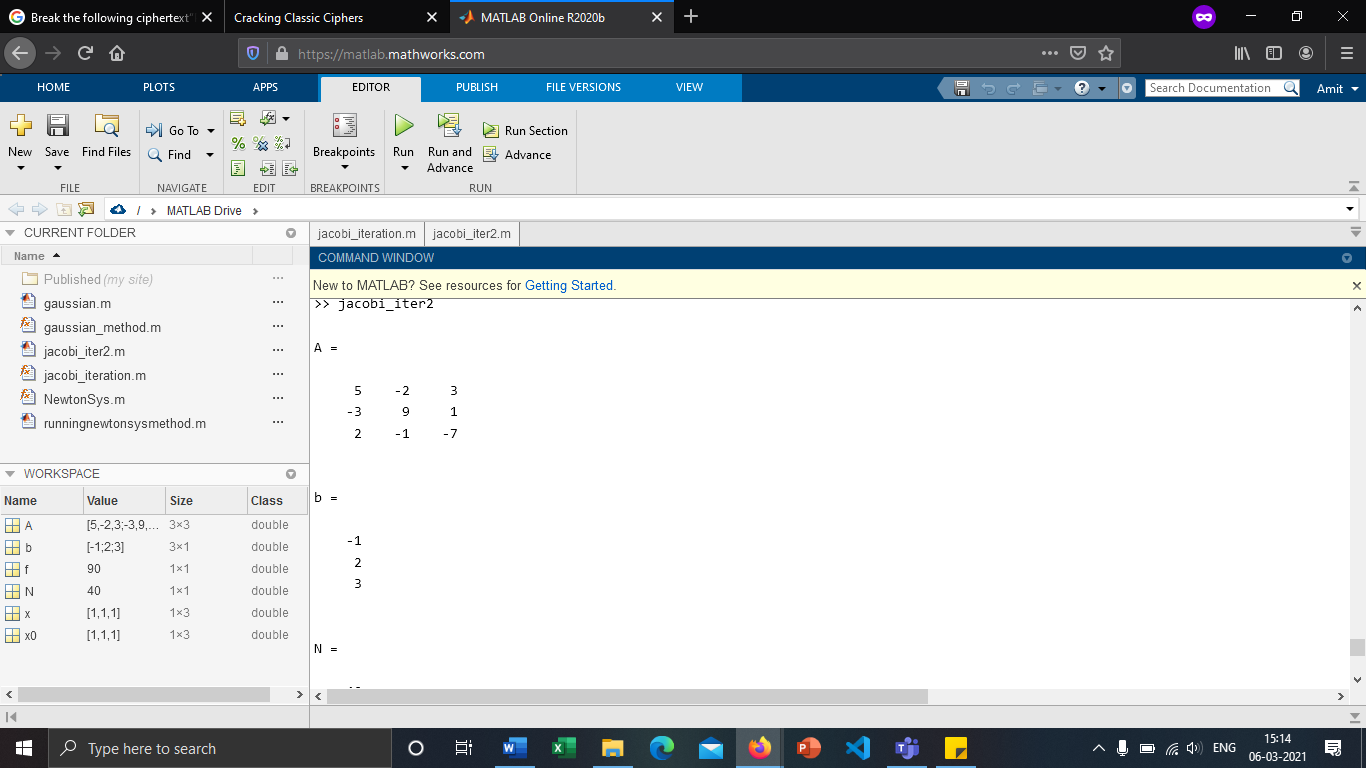 Break the following ciphertext"
Cracking Classic Ciphers
MATLAB Online R2020b
https://matlab.mathworks.com
HOME
PLOTS
APPS
EDITOR
PUBLISH
FILE VERSIONS
VIEW
Search Documentation
Amit
New
Save
Find Files
Go To
Find
Breakpoints
Run
Run and
Advance
Run Section
Advance
FILE
NAVIGATE
EDIT
BREAKPOINTS
RUN
/ MATLAB Drive
CURRENT FOLDER
Name
Published (my site)
gaussian.m
gaussian_method.m
jacobi_iter2.m
jacobi_iteration.m
NewtonSys.m
runningnewtonsysmethod.m
WORKSPACE
Name Value Size Class
A [5,-2,3;-3,9,... 3×3 double
b [-1;2;3] 3×1 double
f 90 1×1 double
N 40 1×1 double
x [1,1,1] 1×3 double
x0 [1,1,1] 1×3 double
jacobi_iteration.m
jacobi_iter2.m
COMMAND WINDOW
New to MATLAB? See resources for Getting Started.
>> jacobi_iter2
A =
5 -2 3
-3 9 1
2 -1 -7
b =
-1
2
3
N =
Type here to search
ENG
15:14
06-03-2021